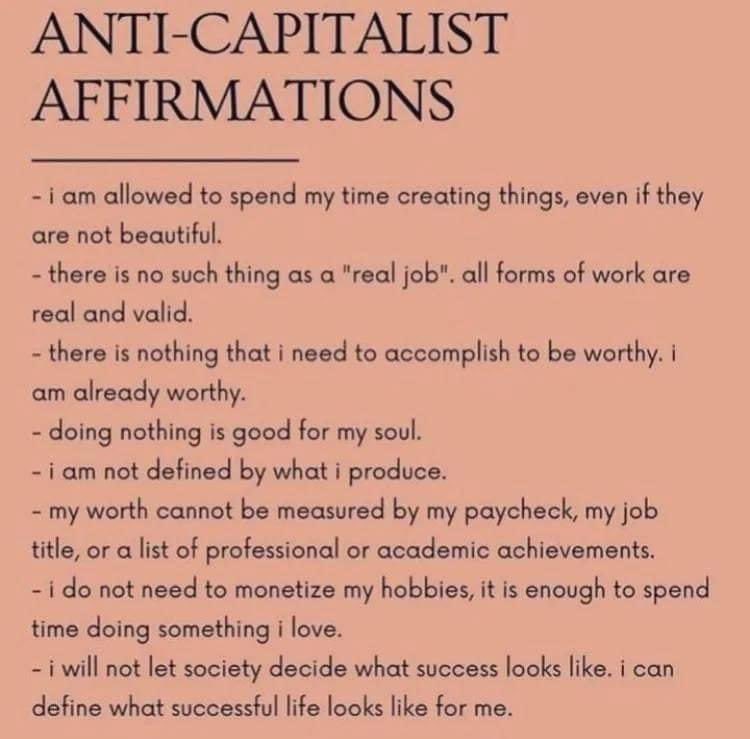 ANTI-CAPITALIST
AFFIRMATIONS
- i am allowed to spend my time creating things, even if they
are not beautiful.
- there is no such thing as a "real job". all forms of work are
real and valid.
- there is nothing that i need to accomplish to be worthy. i
am already worthy.
- doing nothing is good for my soul.
- i am not defined by what i produce.
- my worth cannot be measured by my paycheck, my job
title, or a list of professional or academic achievements.
- i do not need to monetize my hobbies, it is enough to spend
time doing something i love.
- i will not let society decide what success looks like. i can
define what successful life looks like for me.